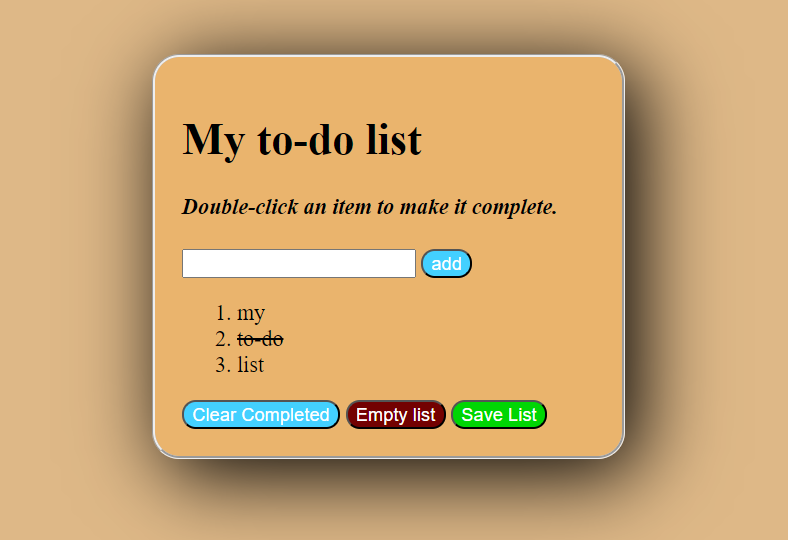 My to-do list
Double-click an item to make it complete.
add
1. my
2. to-do
3. list
Clear Completed Empty list Save List